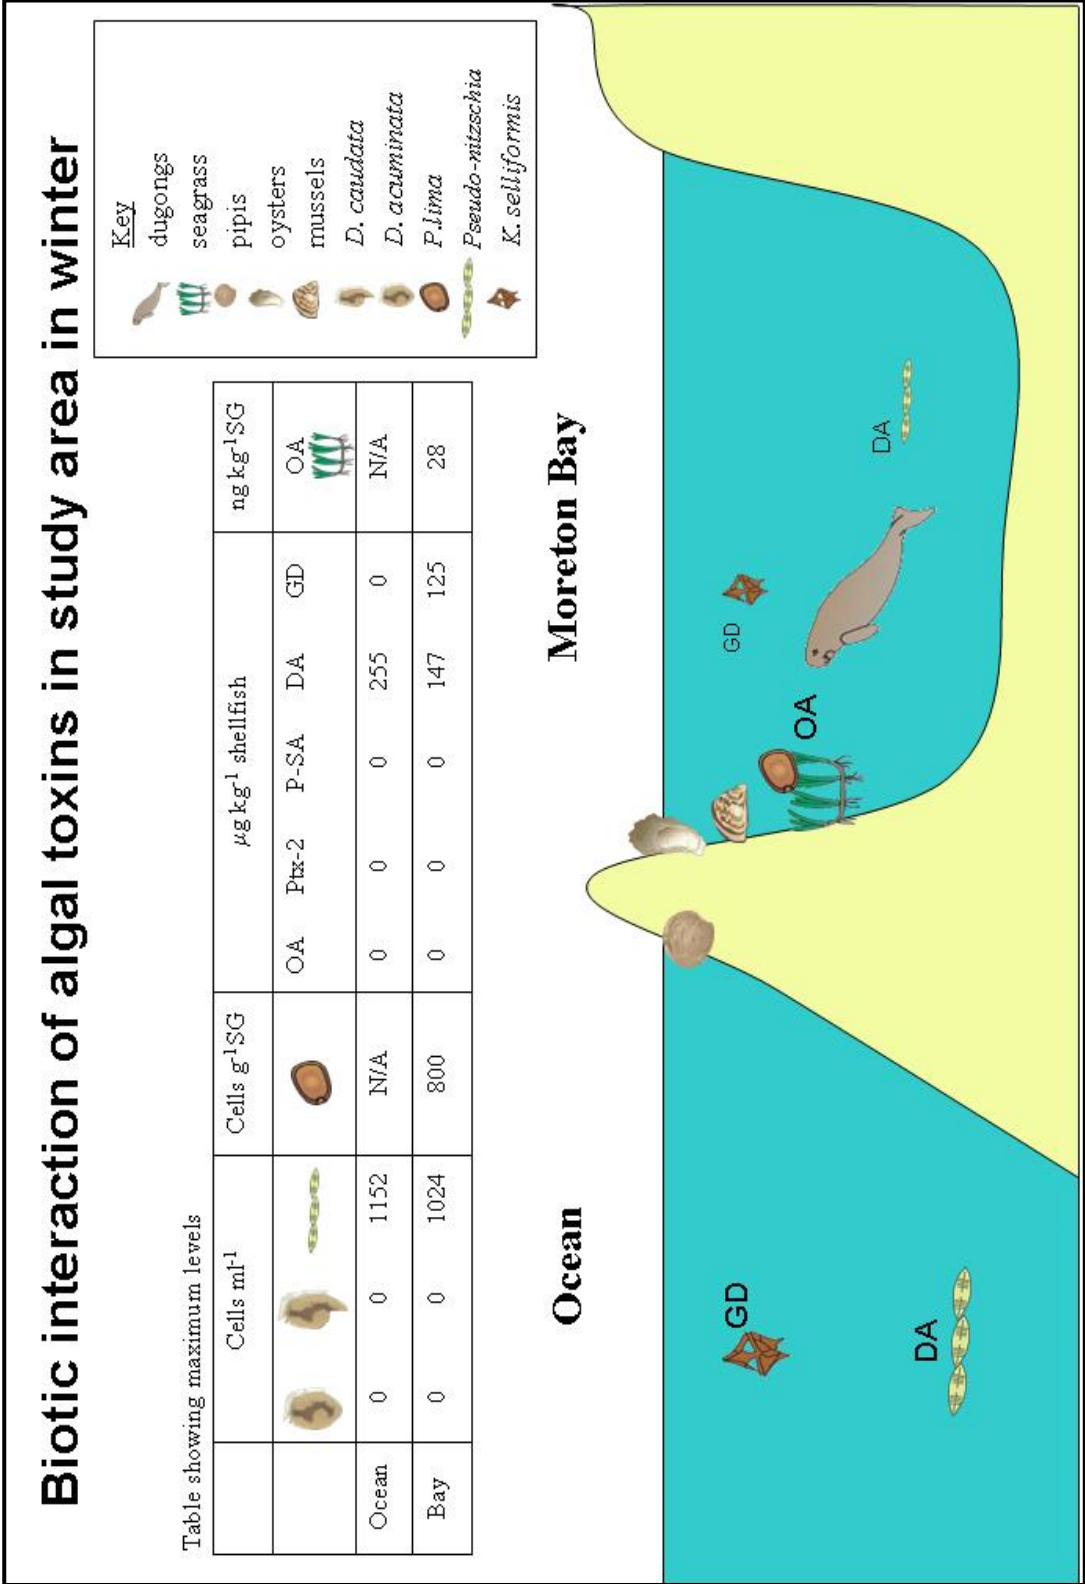 Biotic interaction of algal toxins in study area in winter
Key
dugongs
seagrass
pipis
oysters
mussels
D. caudata
D. acuminata
P.lima
Pseudo-nitzschia
K. selliformis
Table showing maximum levels
Cells ml⁻¹ Cells g⁻¹SG µg kg⁻¹ shellfish ng kg⁻¹SG
OA Ptx-2 P-SA DA GD OA
Ocean 0 0 1152 N/A 0 0 0 255 0 N/A
Bay 0 0 1024 800 0 0 0 147 125 28
Ocean Moreton Bay
GD
DA
OA
GD
DA